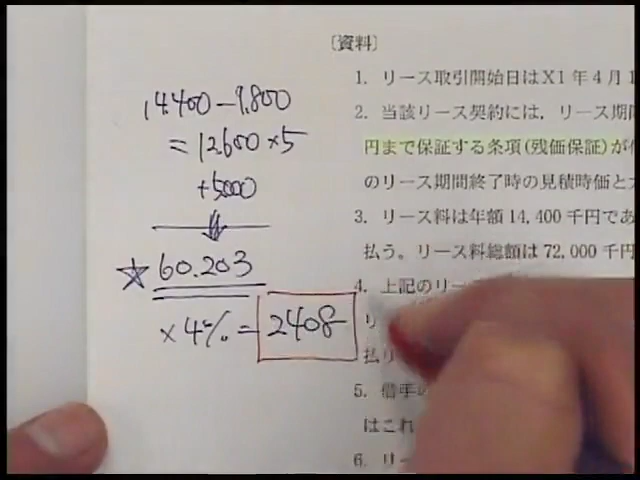 14.400 - 9.800
= 12.600 × 5
+ 5000
☆ 60.203
× 4% = 2408
〔資料〕
1. リース取引開始日はX1年4月1
2. 当該リース契約には、リース期間
円まで保証する条項(残価保証)が
のリース期間終了時の見積時価と
3. リース料は年額14,400千円であ
払う。リース料総額は72,000千円
4. 上記のリー
リ
払リ
5. 借手の
はこれ
6. リー